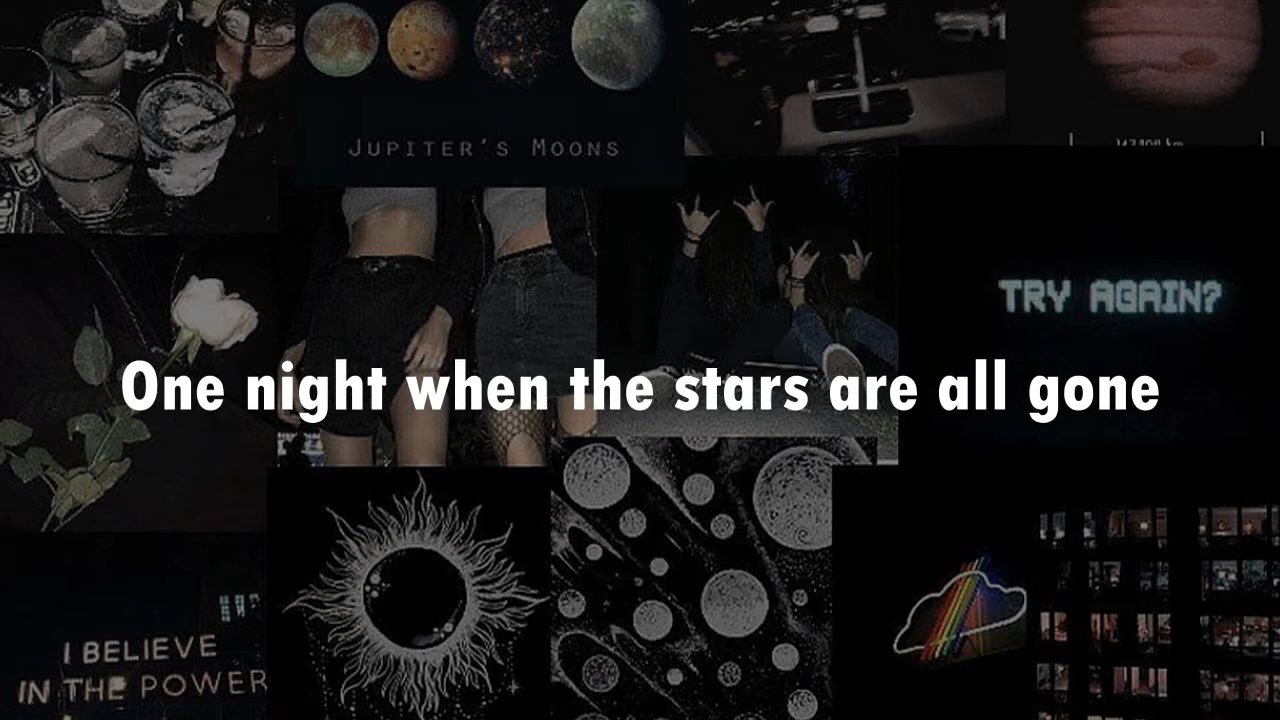 JUPITER'S MOONS
TRY AGAIN?
One night when the stars are all gone
I BELIEVE
IN THE POWER